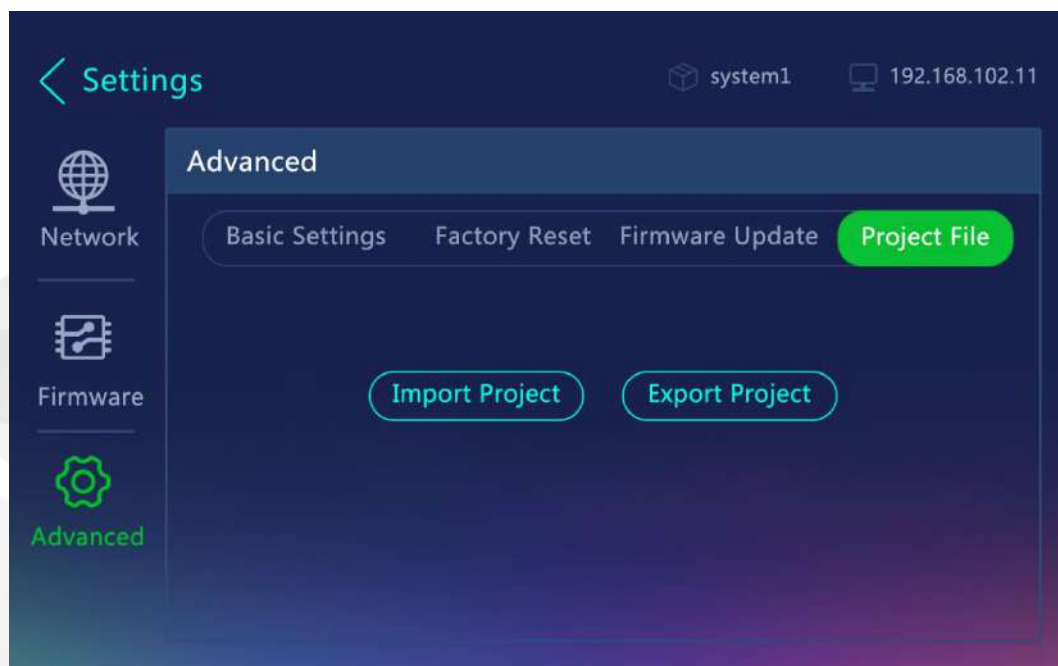 Settings
system1
192.168.102.11
Network
Firmware
Advanced
Advanced
Basic Settings
Factory Reset
Firmware Update
Project File
Import Project
Export Project